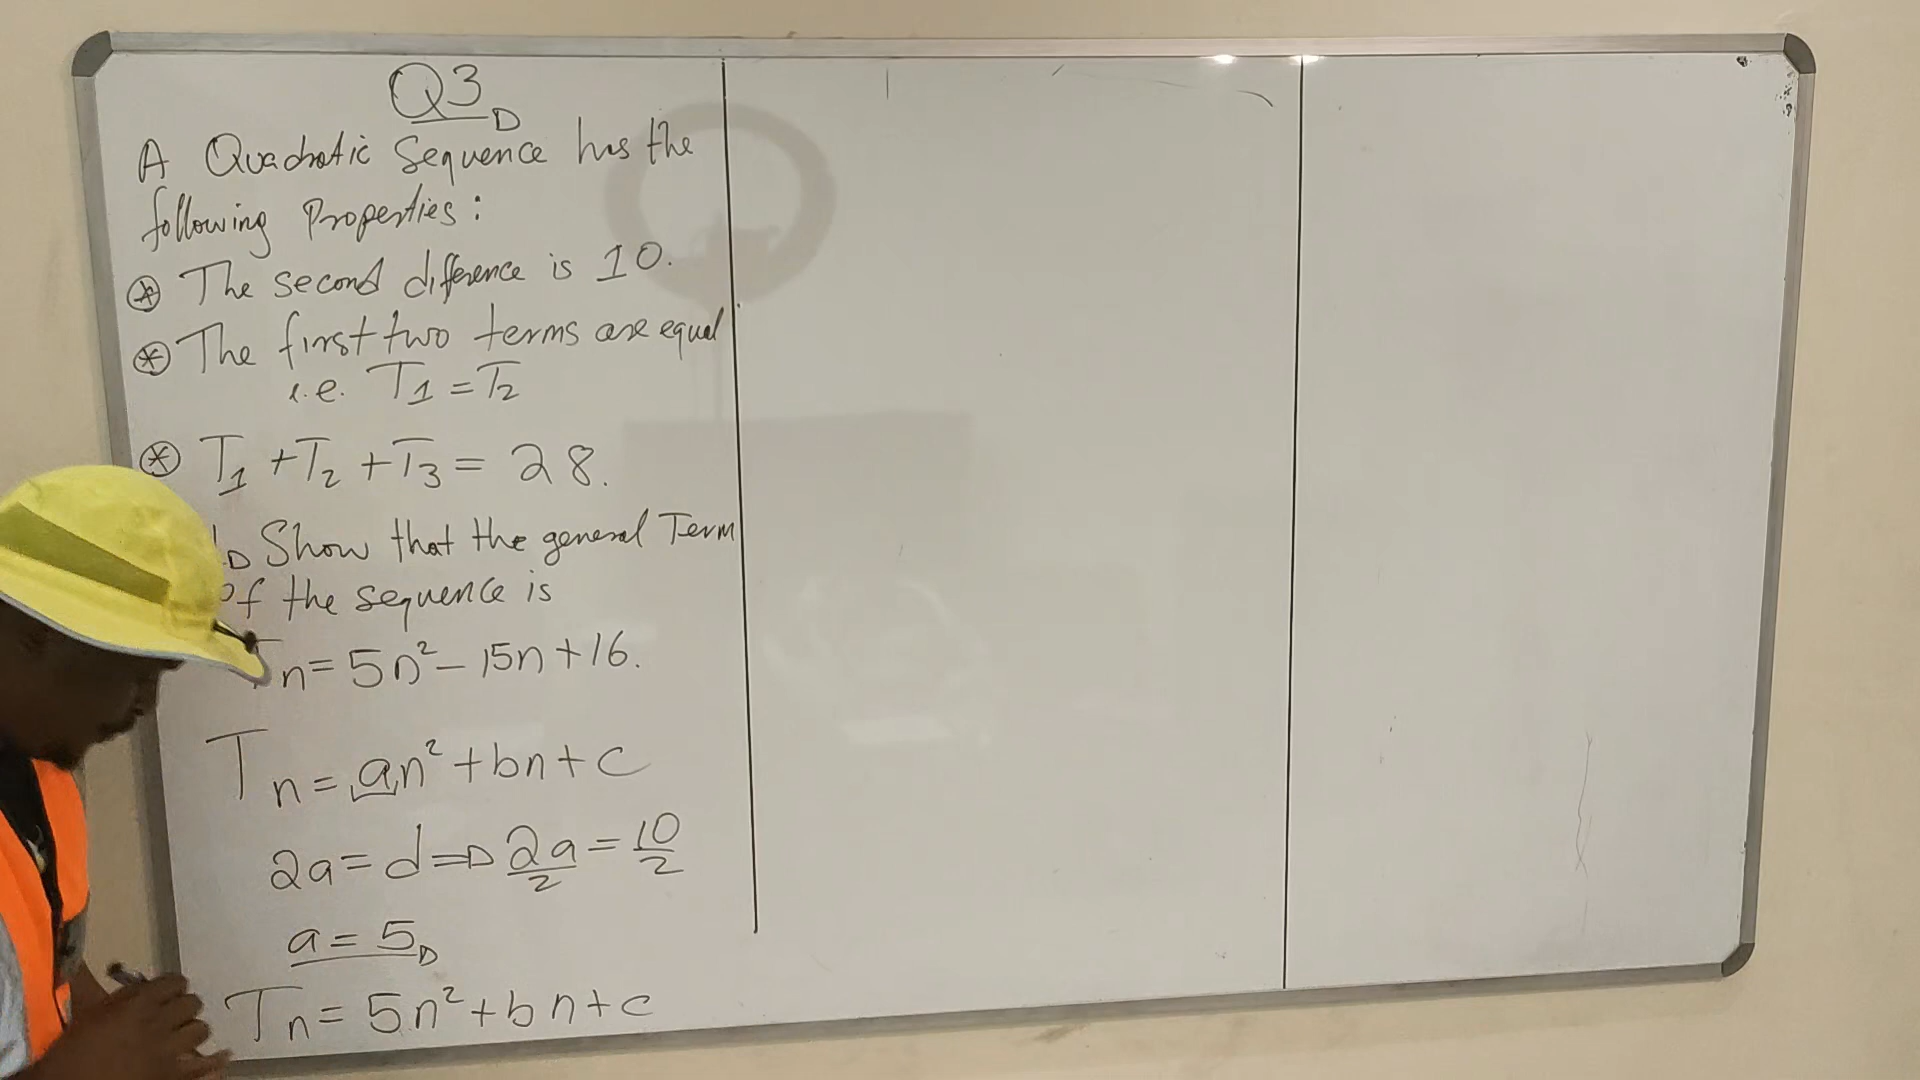 Q3
A Quadratic Sequence has the
following Properties:
⊛ The second difference is 10.
⊛ The first two terms are equal
i.e. T₁ = T₂
⊛ T₁ + T₂ + T₃ = 28.
Show that the general Term
of the sequence is
Tn = 5n² – 15n + 16.
Tn = an² + bn + c
2a = d ⇒ 2a/2 = 10/2
a = 5
Tn = 5n² + bn + c